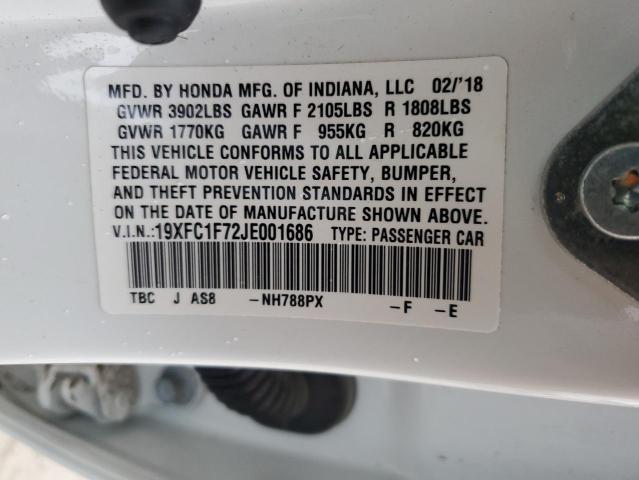 MFD. BY HONDA MFG. OF INDIANA, LLC 02/'18
GVWR 3902LBS GAWR F 2105LBS R 1808LBS
GVWR 1770KG GAWR F 955KG R 820KG
THIS VEHICLE CONFORMS TO ALL APPLICABLE
FEDERAL MOTOR VEHICLE SAFETY, BUMPER,
AND THEFT PREVENTION STANDARDS IN EFFECT
ON THE DATE OF MANUFACTURE SHOWN ABOVE.
V.I.N.:19XFC1F72JE001686 TYPE: PASSENGER CAR
TBC J AS8 -NH788PX -F -E